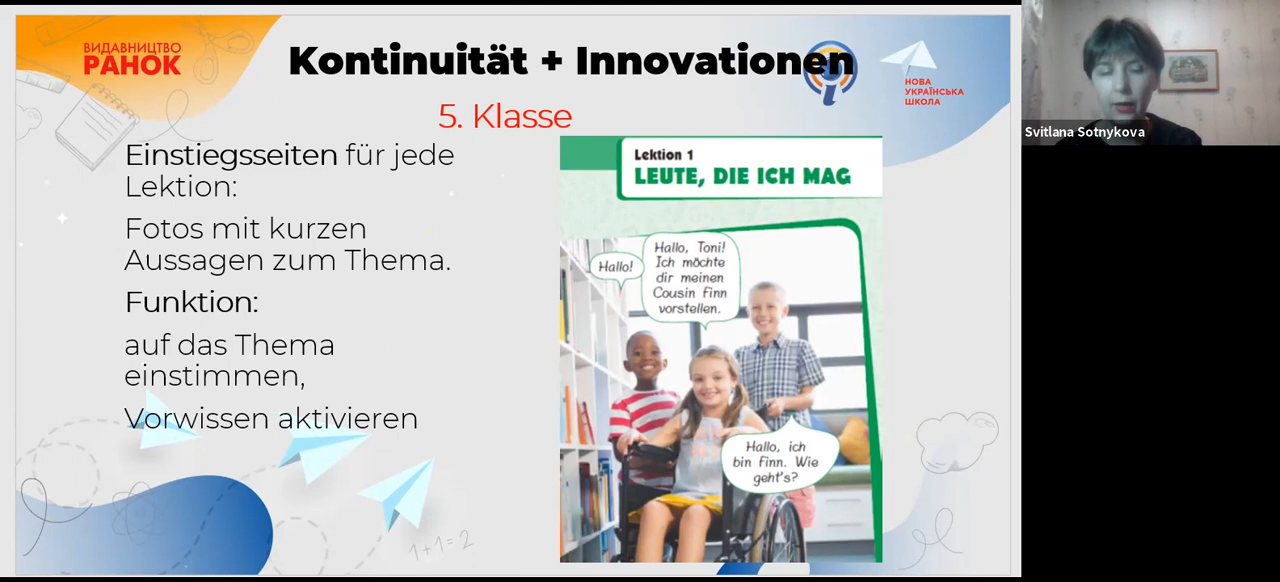 ВИДАВНИЦТВО
РАНОК
Kontinuität + Innovationen
НОВА
УКРАЇНСЬКА
ШКОЛА
5. Klasse
Einstiegsseiten für jede
Lektion:
Fotos mit kurzen
Aussagen zum Thema.
Funktion:
auf das Thema
einstimmen,
Vorwissen aktivieren
Lektion 1
LEUTE, DIE ICH MAG
Hallo!
Hallo, Toni!
Ich möchte
dir meinen
Cousin Finn
vorstellen.
Hallo, ich
bin Finn. Wie
geht's?
1+1=2
Svitlana Sotnykova